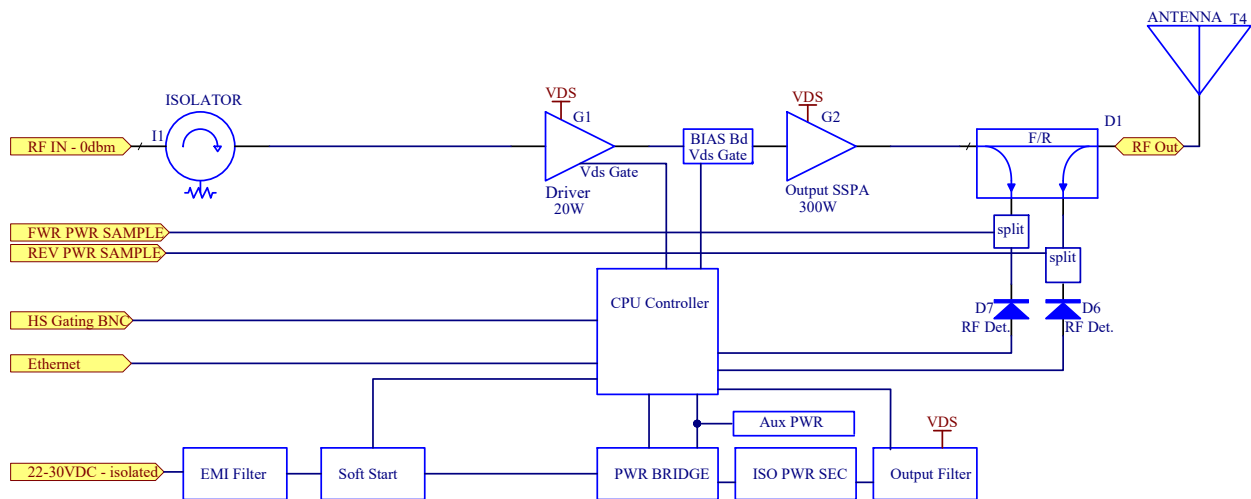 ANTENNA T4
ISOLATOR
VDS
VDS
G1
G2
D1
I1
RF IN - 0dbm
BIAS Bd
Vds Gate
F/R
RF Out
Vds Gate
Driver
20W
Output SSPA
300W
FWR PWR SAMPLE
split
REV PWR SAMPLE
split
CPU Controller
D7
RF Det.
D6
RF Det.
HS Gating BNC
Ethernet
Aux PWR
VDS
22-30VDC - isolated
EMI Filter
Soft Start
PWR BRIDGE
ISO PWR SEC
Output Filter